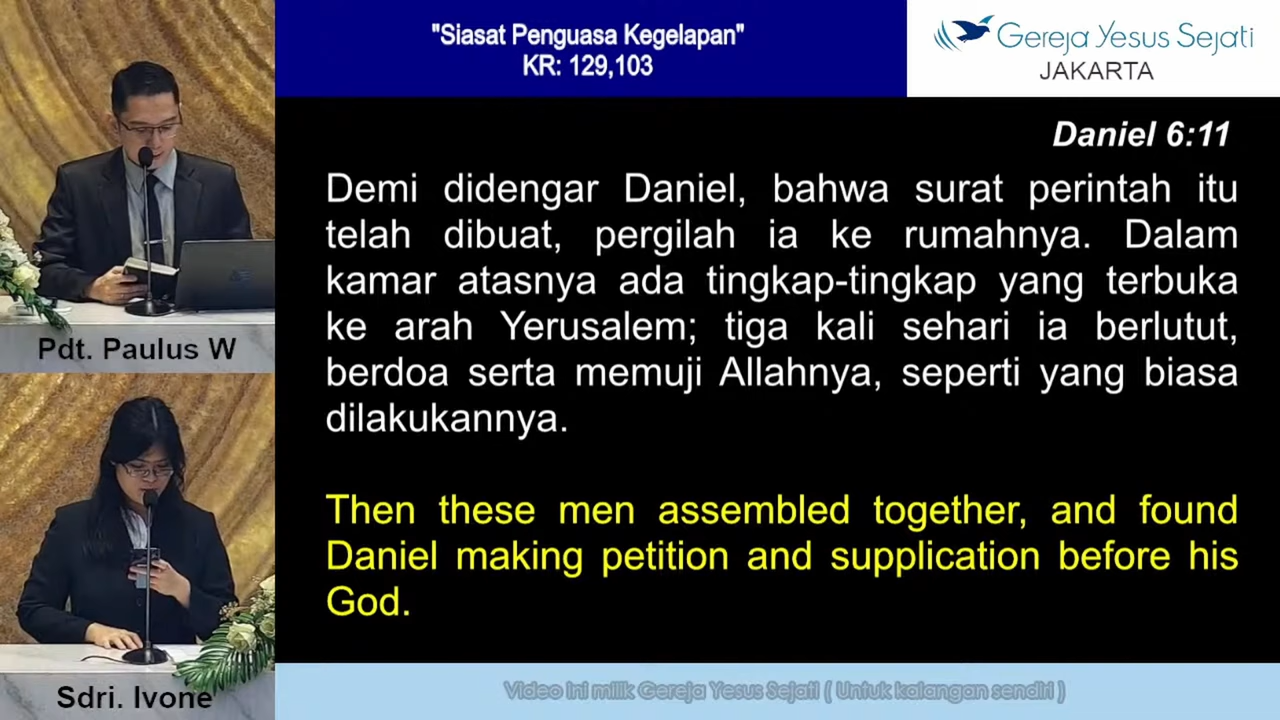 "Siasat Penguasa Kegelapan"
KR: 129,103
Gereja Yesus Sejati
JAKARTA
Daniel 6:11
Demi didengar Daniel, bahwa surat perintah itu
telah dibuat, pergilah ia ke rumahnya. Dalam
kamar atasnya ada tingkap-tingkap yang terbuka
ke arah Yerusalem; tiga kali sehari ia berlutut,
berdoa serta memuji Allahnya, seperti yang biasa
dilakukannya.
Then these men assembled together, and found
Daniel making petition and supplication before his
God.
Pdt. Paulus W
Sdri. Ivone
Video ini milik Gereja Yesus Sejati ( Untuk kalangan sendiri )